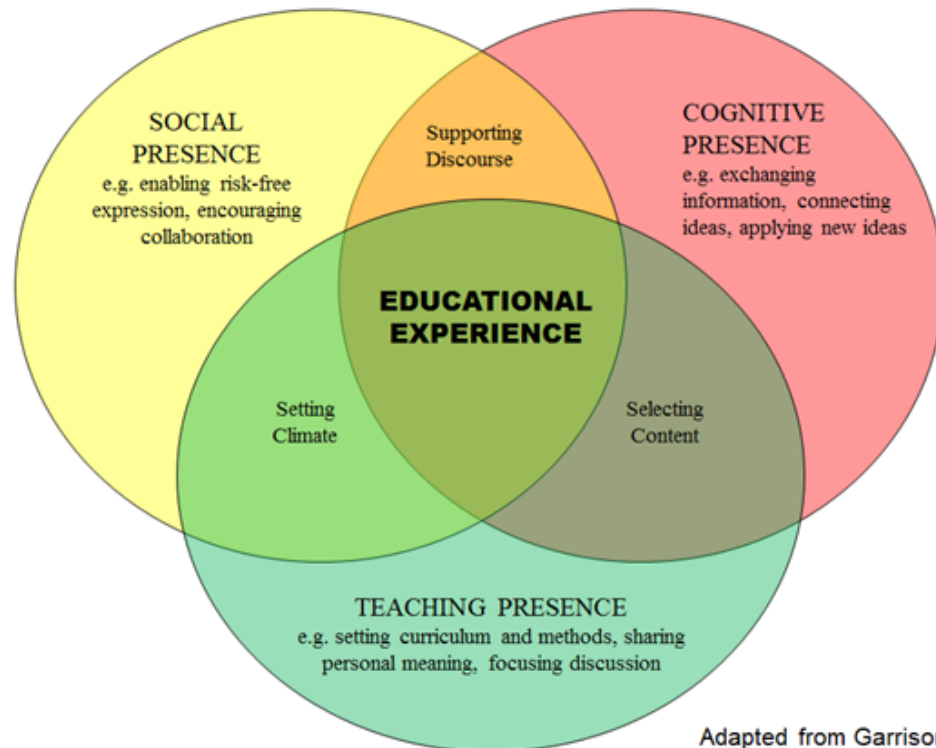 SOCIAL
PRESENCE
e.g. enabling risk-free
expression, encouraging
collaboration
Supporting
Discourse
COGNITIVE
PRESENCE
e.g. exchanging
information, connecting
ideas, applying new ideas
EDUCATIONAL
EXPERIENCE
Setting
Climate
Selecting
Content
TEACHING PRESENCE
e.g. setting curriculum and methods, sharing
personal meaning, focusing discussion
Adapted from Garrison